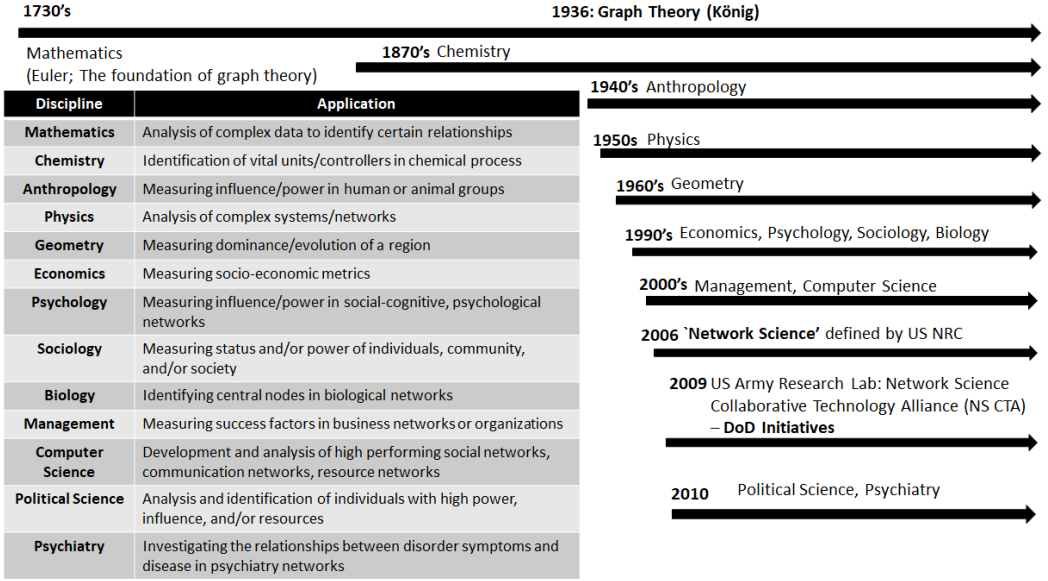 1730's
1936: Graph Theory (König)
Mathematics
(Euler; The foundation of graph theory)
1870's Chemistry
1940's Anthropology
1950s Physics
1960's Geometry
1990's Economics, Psychology, Sociology, Biology
2000's Management, Computer Science
2006 `Network Science' defined by US NRC
2009 US Army Research Lab: Network Science
Collaborative Technology Alliance (NS CTA)
– DoD Initiatives
2010 Political Science, Psychiatry
Discipline Application
Mathematics Analysis of complex data to identify certain relationships
Chemistry Identification of vital units/controllers in chemical process
Anthropology Measuring influence/power in human or animal groups
Physics Analysis of complex systems/networks
Geometry Measuring dominance/evolution of a region
Economics Measuring socio-economic metrics
Psychology Measuring influence/power in social-cognitive, psychological
networks
Sociology Measuring status and/or power of individuals, community,
and/or society
Biology Identifying central nodes in biological networks
Management Measuring success factors in business networks or organizations
Computer Development and analysis of high performing social networks,
Science communication networks, resource networks
Political Science Analysis and identification of individuals with high power,
influence, and/or resources
Psychiatry Investigating the relationships between disorder symptoms and
disease in psychiatry networks